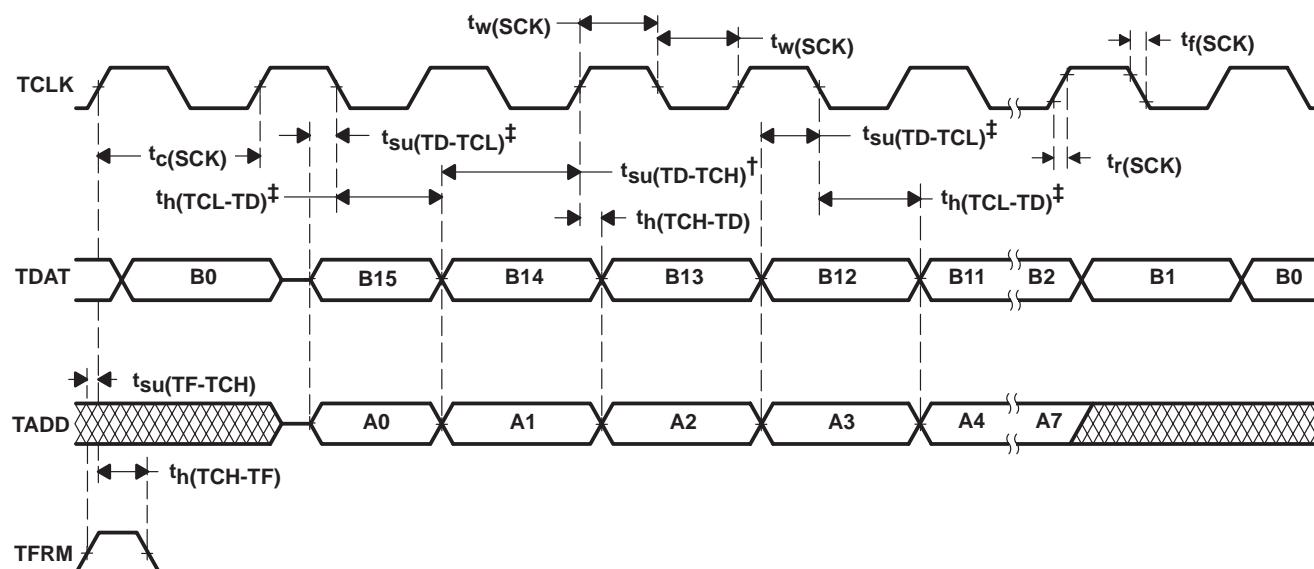 tw(SCK)
tw(SCK)
tf(SCK)
TCLK
tsu(TD-TCL)‡
tsu(TD-TCL)‡
tc(SCK)
tr(SCK)
tsu(TD-TCH)†
th(TCL-TD)‡
th(TCL-TD)‡
th(TCH-TD)
TDAT B0 B15 B14 B13 B12 B11 B2 B1 B0
tsu(TF-TCH)
TADD A0 A1 A2 A3 A4 A7
th(TCH-TF)
TFRM